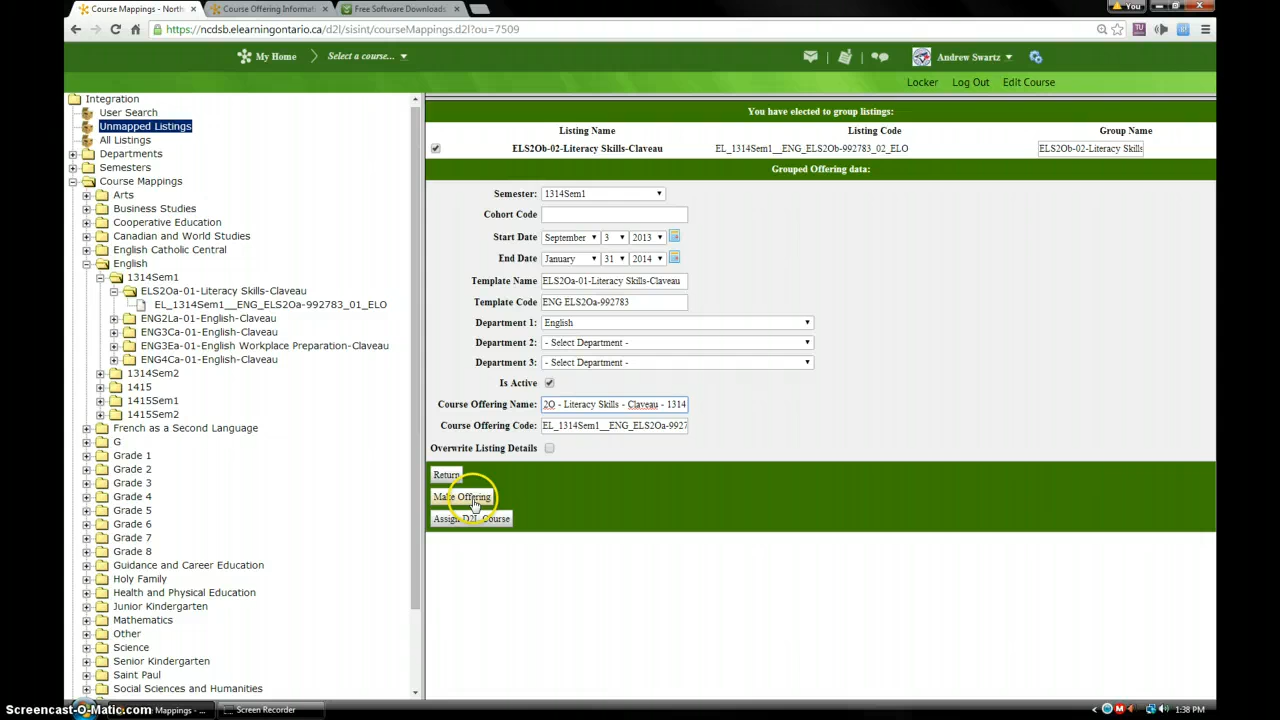 Course Mappings - North
Course Offering Informati
Free Software Downloads
You
https://ncdsb.elearningontario.ca/d2l/sisint/courseMappings.d2l?ou=7509
My Home
Select a course...
Andrew Swartz
Locker
Log Out
Edit Course
Integration
User Search
Unmapped Listings
All Listings
Departments
Semesters
Course Mappings
Arts
Business Studies
Cooperative Education
Canadian and World Studies
English Catholic Central
English
1314Sem1
ELS2Oa-01-Literacy Skills-Claveau
EL_1314Sem1__ENG_ELS2Oa-992783_01_ELO
ENG2La-01-English-Claveau
ENG3Ca-01-English-Claveau
ENG3Ea-01-English Workplace Preparation-Claveau
ENG4Ca-01-English-Claveau
1314Sem2
1415
1415Sem1
1415Sem2
French as a Second Language
G
Grade 1
Grade 2
Grade 3
Grade 4
Grade 5
Grade 6
Grade 7
Grade 8
Guidance and Career Education
Holy Family
Health and Physical Education
Junior Kindergarten
Mathematics
Other
Science
Senior Kindergarten
Saint Paul
Social Sciences and Humanities
You have elected to group listings:
Listing Name Listing Code Group Name
ELS2Ob-02-Literacy Skills-Claveau EL_1314Sem1__ENG_ELS2Ob-992783_02_ELO ELS2Ob-02-Literacy Skills
Grouped Offering data:
Semester: 1314Sem1
Cohort Code
Start Date September 3 2013
End Date January 31 2014
Template Name ELS2Oa-01-Literacy Skills-Claveau
Template Code ENG ELS2Oa-992783
Department 1: English
Department 2: - Select Department -
Department 3: - Select Department -
Is Active
Course Offering Name: 2O - Literacy Skills - Claveau - 1314
Course Offering Code: EL_1314Sem1__ENG_ELS2Oa-9927
Overwrite Listing Details
Return
Make Offering
Assign D2L Course
Screencast-O-Matic.com
Course Mappings - ...
Screen Recorder
1:38 PM